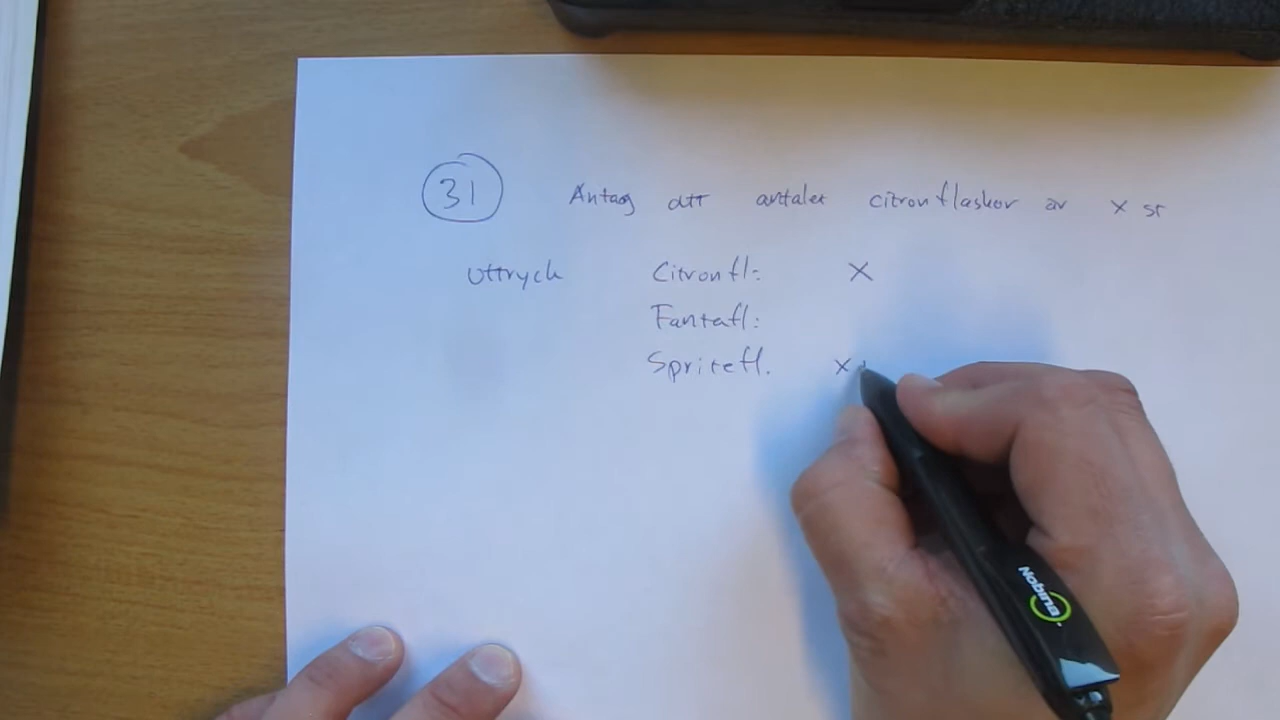 31 Antag att antalet citronflaskor är x st
Uttryck Citronfl: x
Fantafl:
Spritefl. x
Nobina